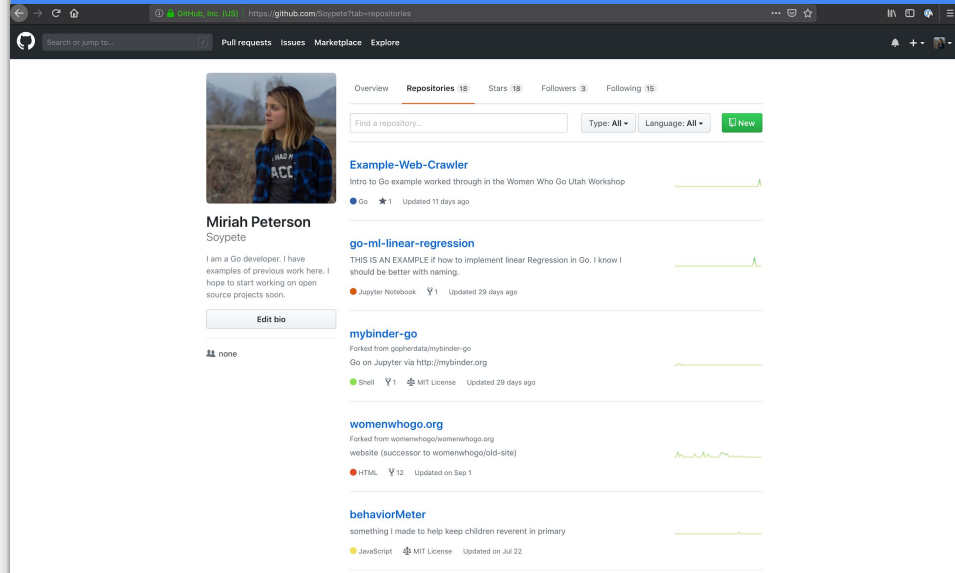 GitHub, Inc. (US) https://github.com/Soypete?tab=repositories
Search or jump to... /
Pull requests Issues Marketplace Explore
Overview Repositories 18 Stars 18 Followers 3 Following 15
Find a repository... Type: All Language: All New
I HAD M
ACC
Miriah Peterson
Soypete
I am a Go developer. I have
examples of previous work here. I
hope to start working on open
source projects soon.
Edit bio
none
Example-Web-Crawler
Intro to Go example worked through in the Women Who Go Utah Workshop
Go 1 Updated 11 days ago
go-ml-linear-regression
THIS IS AN EXAMPLE if how to implement linear Regression in Go. I know I
should be better with naming.
Jupyter Notebook 1 Updated 29 days ago
mybinder-go
Forked from gopherdata/mybinder-go
Go on Jupyter via http://mybinder.org
Shell 1 MIT License Updated 29 days ago
womenwhogo.org
Forked from womenwhogo/womenwhogo.org
website (successor to womenwhogo/old-site)
HTML 12 Updated on Sep 1
behaviorMeter
something I made to help keep children reverent in primary
JavaScript MIT License Updated on Jul 22